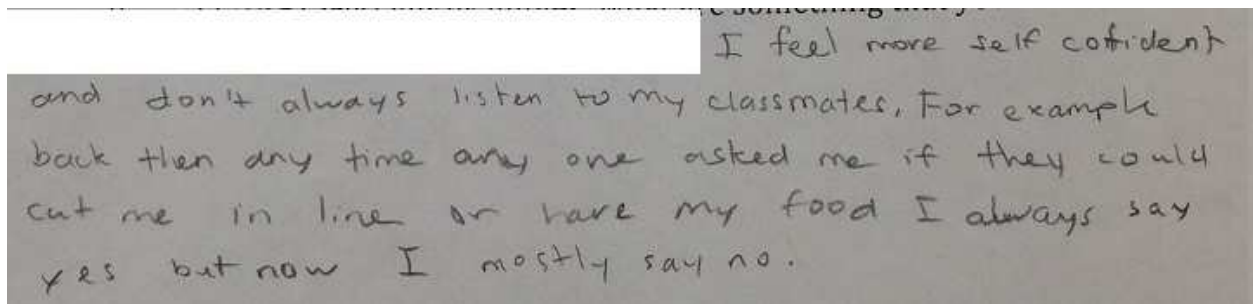 something that y
I feel more self cofident
and don't always listen to my classmates. For example
back then any time any one asked me if they could
cut me in line or have my food I always say
yes but now I mostly say no.